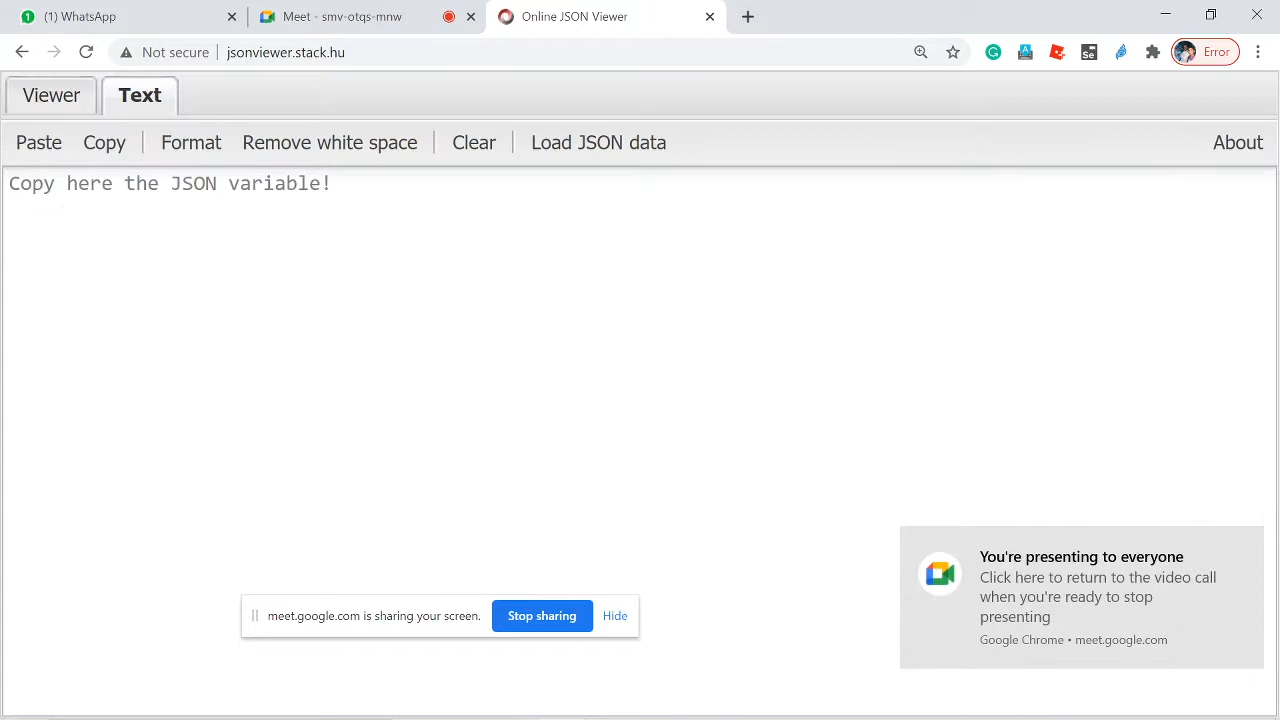 (1) WhatsApp
Meet - smv-otqs-mnw
Online JSON Viewer
Not secure
jsonviewer.stack.hu
Se
Error
Viewer
Text
Paste
Copy
Format
Remove white space
Clear
Load JSON data
About
Copy here the JSON variable!
You're presenting to everyone
Click here to return to the video call
when you're ready to stop
presenting
Google Chrome • meet.google.com
meet.google.com is sharing your screen.
Stop sharing
Hide